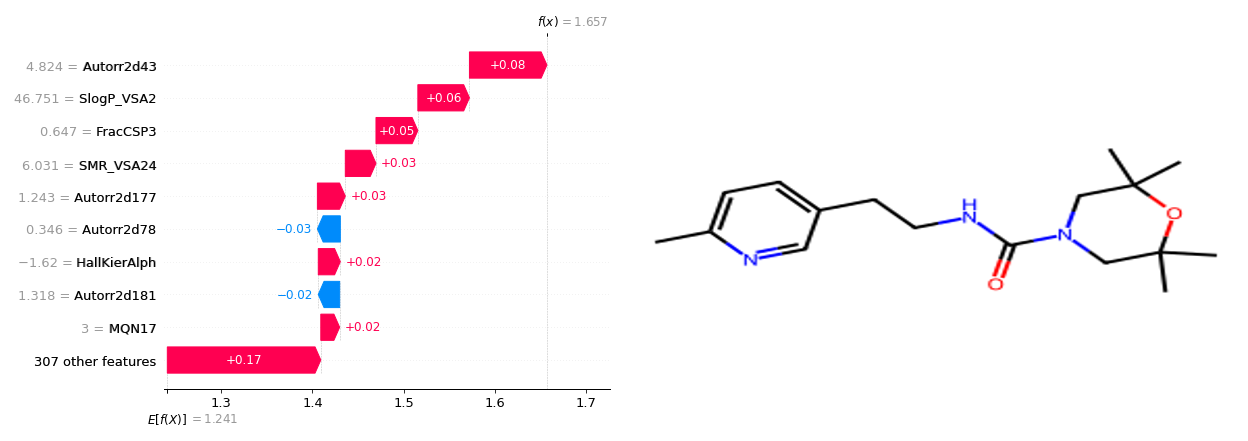 f(x) = 1.657
4.824 = Autorr2d43 +0.08
46.751 = SlogP_VSA2 +0.06
0.647 = FracCSP3 +0.05
6.031 = SMR_VSA24 +0.03
1.243 = Autorr2d177 +0.03
0.346 = Autorr2d78 −0.03
−1.62 = HallKierAlph +0.02
1.318 = Autorr2d181 −0.02
3 = MQN17 +0.02
307 other features +0.17
1.3 1.4 1.5 1.6 1.7
E[f(X)] = 1.241
H
N
O
N
N
O